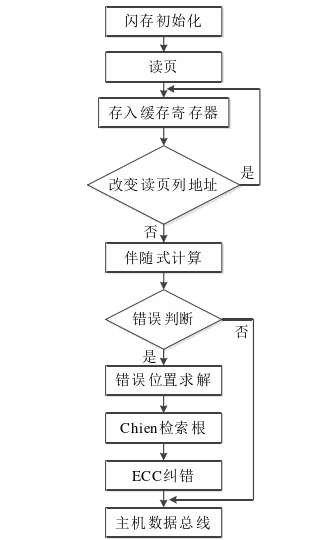 闪存初始化
读页
存入缓存寄存器
改变读页列地址
是
否
伴随式计算
错误判断
否
是
错误位置求解
Chien检索根
ECC纠错
主机数据总线